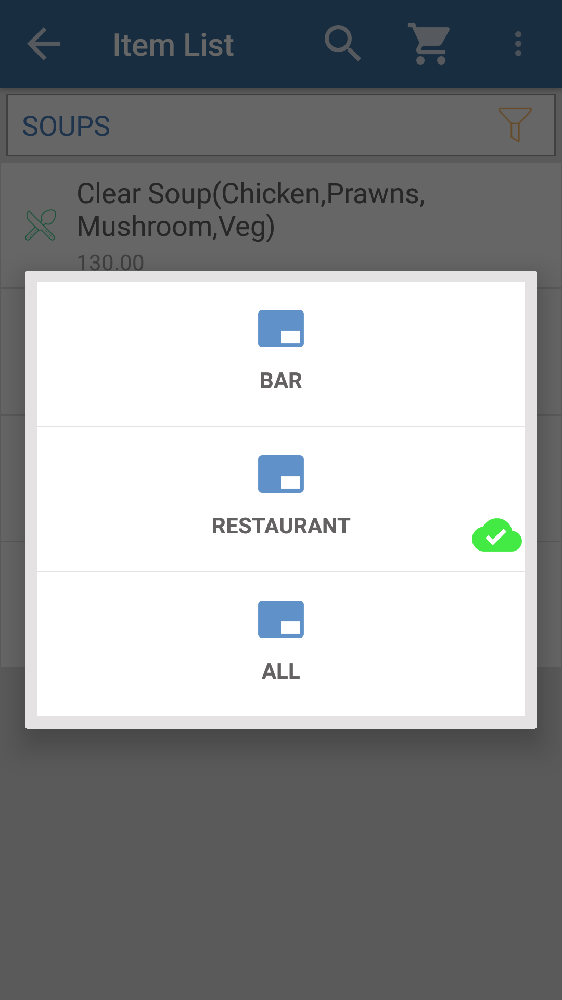 Item List
SOUPS
Clear Soup(Chicken,Prawns,
Mushroom,Veg)
130.00
BAR
RESTAURANT
ALL